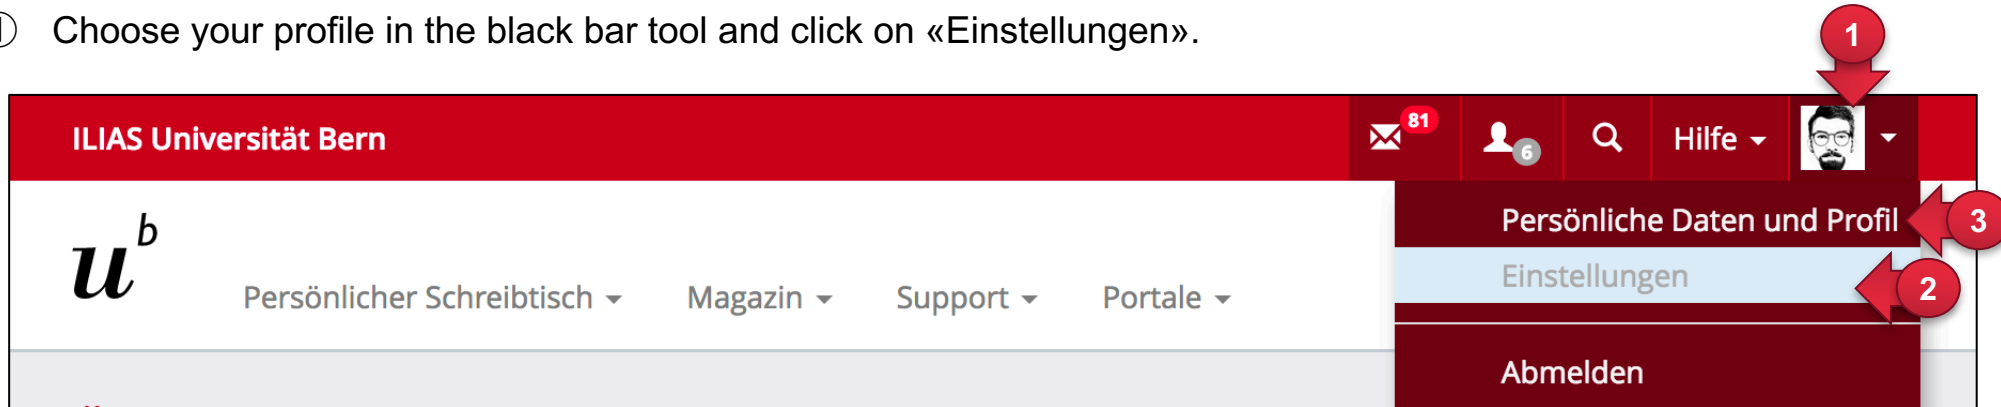 ① Choose your profile in the black bar tool and click on «Einstellungen».
1
ILIAS Universität Bern 81 6 Hilfe
Persönliche Daten und Profil 3
u b
Einstellungen 2
Persönlicher Schreibtisch Magazin Support Portale
Abmelden